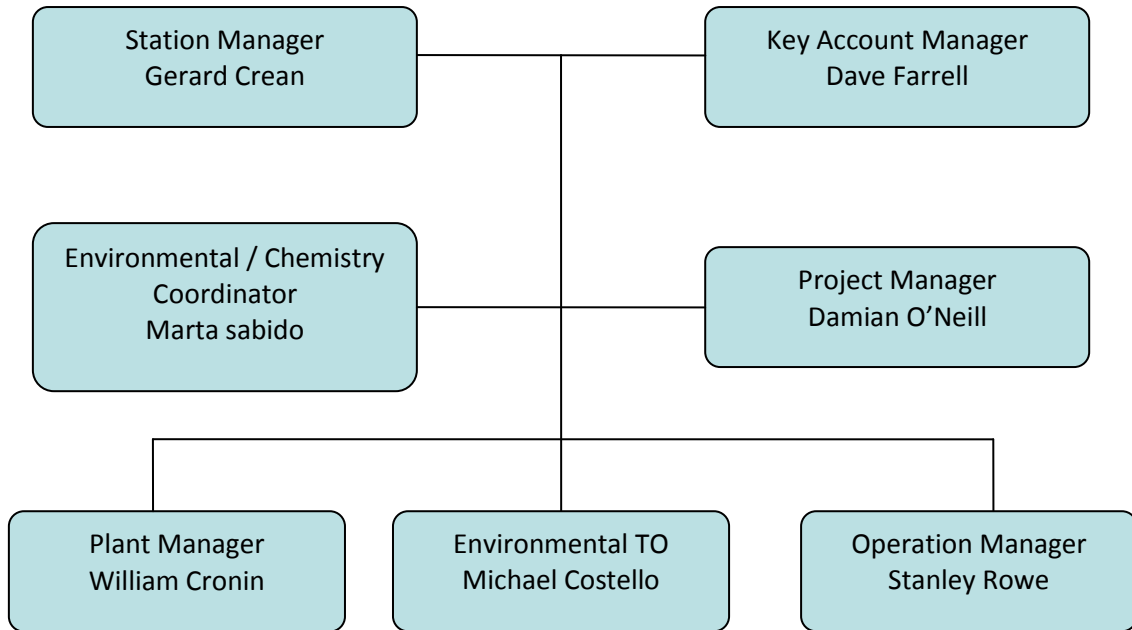 Station Manager
Gerard Crean
Key Account Manager
Dave Farrell
Environmental / Chemistry
Coordinator
Marta sabido
Project Manager
Damian O’Neill
Plant Manager
William Cronin
Environmental TO
Michael Costello
Operation Manager
Stanley Rowe